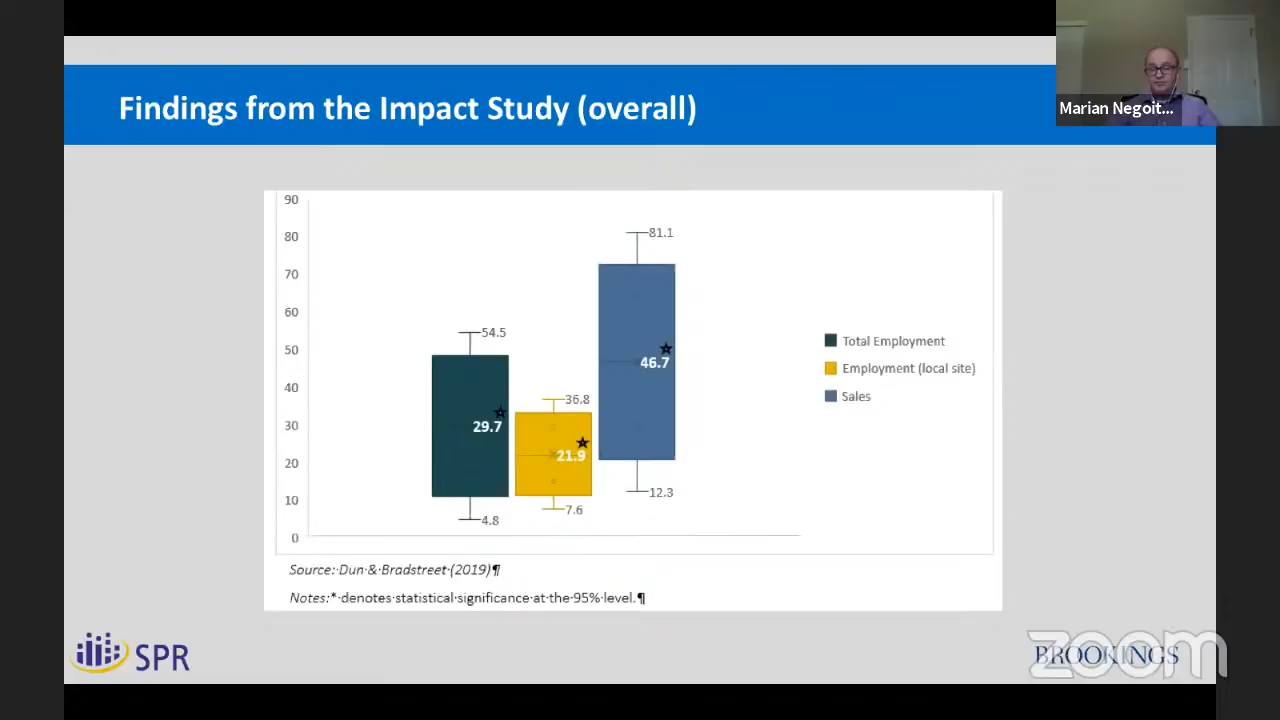 Findings from the Impact Study (overall)
Marian Negoit...
90
80
70
60
50
40
30
20
10
0
54.5
29.7
4.8
36.8
21.9
7.6
81.1
46.7
12.3
Total Employment
Employment (local site)
Sales
Source:·Dun·&·Bradstreet·(2019)¶
Notes:*·denotes·statistical·significance·at·the·95%·level.¶
SPR
BROOKINGS
zoom